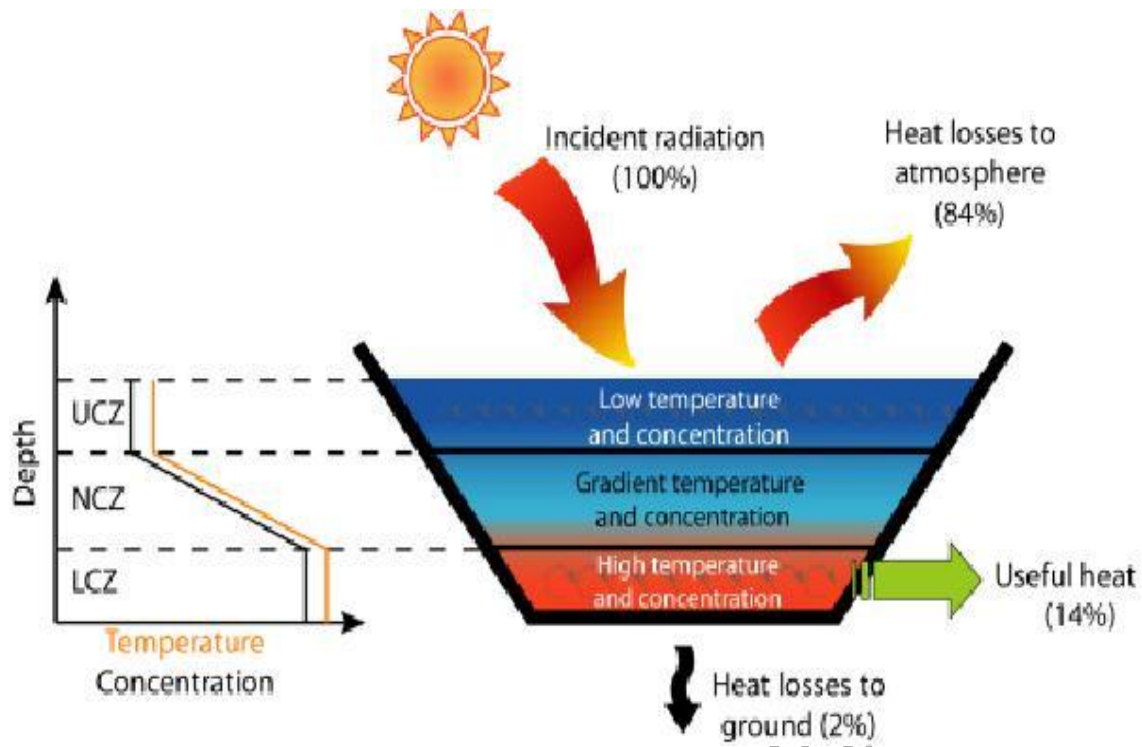 Incident radiation
(100%)
Heat losses to
atmosphere
(84%)
Depth
UCZ
NCZ
LCZ
Temperature
Concentration
Low temperature
and concentration
Gradient temperature
and concentration
High temperature
and concentration
Useful heat
(14%)
Heat losses to
ground (2%)